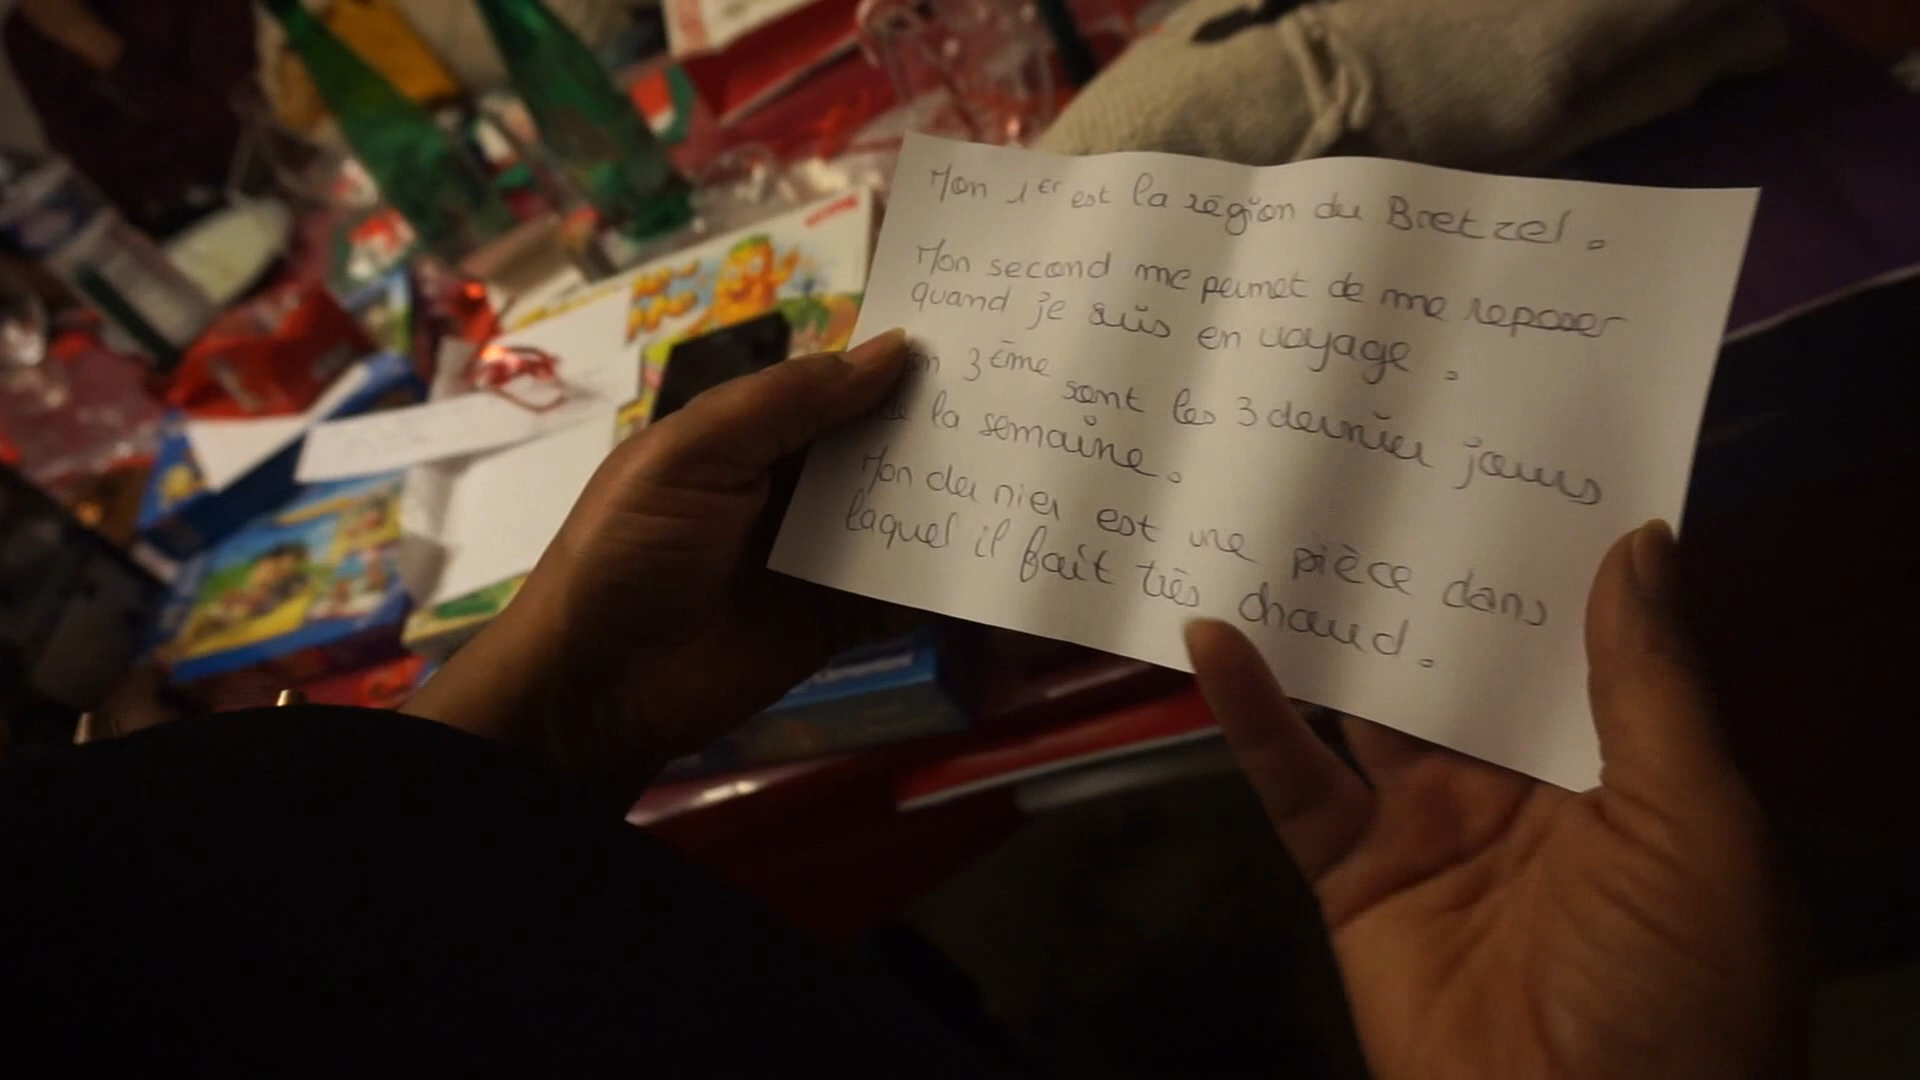 Mon 1er est la région du Bretzel.
Mon second me permet de me reposer
quand je suis en voyage.
3ème sont les 3 dernier jours
de la semaine.
Mon dernier est une pièce dans
laquel il fait très chaud.